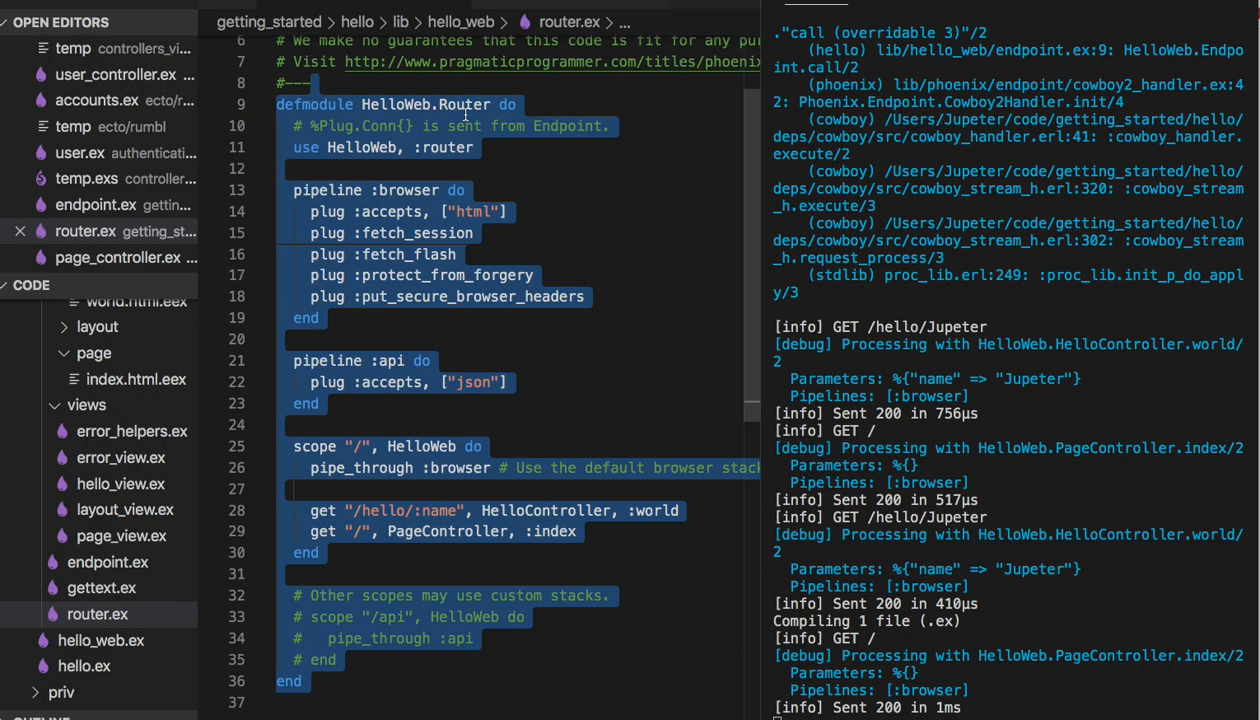 OPEN EDITORS
temp controllers_vi...
user_controller.ex ...
accounts.ex ecto/r...
temp ecto/rumbl
user.ex authenticati...
temp.exs controller...
endpoint.ex gettin...
router.ex getting_st...
page_controller.ex ...
CODE
world.html.eex
layout
page
index.html.eex
views
error_helpers.ex
error_view.ex
hello_view.ex
layout_view.ex
page_view.ex
endpoint.ex
gettext.ex
router.ex
hello_web.ex
hello.ex
priv
OUTLINE
getting_started > hello > lib > hello_web > router.ex > ...
6 # We make no guarantees that this code is fit for any pur
7 # Visit http://www.pragmaticprogrammer.com/titles/phoenix
8 #---
9 defmodule HelloWeb.Router do
10 # %Plug.Conn{} is sent from Endpoint.
11 use HelloWeb, :router
12
13 pipeline :browser do
14 plug :accepts, ["html"]
15 plug :fetch_session
16 plug :fetch_flash
17 plug :protect_from_forgery
18 plug :put_secure_browser_headers
19 end
20
21 pipeline :api do
22 plug :accepts, ["json"]
23 end
24
25 scope "/", HelloWeb do
26 pipe_through :browser # Use the default browser stack
27
28 get "/hello/:name", HelloController, :world
29 get "/", PageController, :index
30 end
31
32 # Other scopes may use custom stacks.
33 # scope "/api", HelloWeb do
34 #   pipe_through :api
35 # end
36 end
37
."call (overridable 3)"/2
(hello) lib/hello_web/endpoint.ex:9: HelloWeb.Endpo
int.call/2
(phoenix) lib/phoenix/endpoint/cowboy2_handler.ex:4
2: Phoenix.Endpoint.Cowboy2Handler.init/4
(cowboy) /Users/Jupeter/code/getting_started/hello/
deps/cowboy/src/cowboy_handler.erl:41: :cowboy_handler.
execute/2
(cowboy) /Users/Jupeter/code/getting_started/hello/
deps/cowboy/src/cowboy_stream_h.erl:320: :cowboy_stream
_h.execute/3
(cowboy) /Users/Jupeter/code/getting_started/hello/
deps/cowboy/src/cowboy_stream_h.erl:302: :cowboy_stream
_h.request_process/3
(stdlib) proc_lib.erl:249: :proc_lib.init_p_do_appl
y/3
[info] GET /hello/Jupeter
[debug] Processing with HelloWeb.HelloController.world/
2
Parameters: %{"name" => "Jupeter"}
Pipelines: [:browser]
[info] Sent 200 in 756µs
[info] GET /
[debug] Processing with HelloWeb.PageController.index/2
Parameters: %{}
Pipelines: [:browser]
[info] Sent 200 in 517µs
[info] GET /hello/Jupeter
[debug] Processing with HelloWeb.HelloController.world/
2
Parameters: %{"name" => "Jupeter"}
Pipelines: [:browser]
[info] Sent 200 in 410µs
Compiling 1 file (.ex)
[info] GET /
[debug] Processing with HelloWeb.PageController.index/2
Parameters: %{}
Pipelines: [:browser]
[info] Sent 200 in 1ms